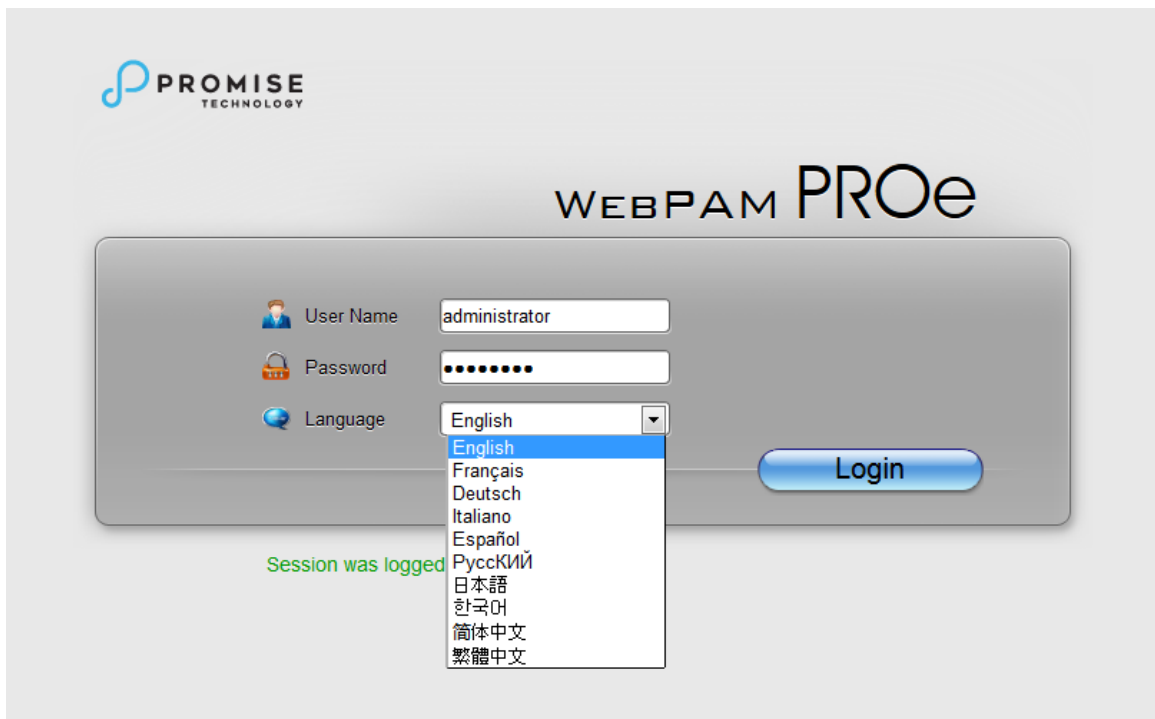 PROMISE
TECHNOLOGY
WEBPAM PROe
User Name administrator
Password ••••••••
Language English
English
Français
Deutsch
Italiano
Español
РуссКИЙ
日本語
한국어
简体中文
繁體中文
Login
Session was logged